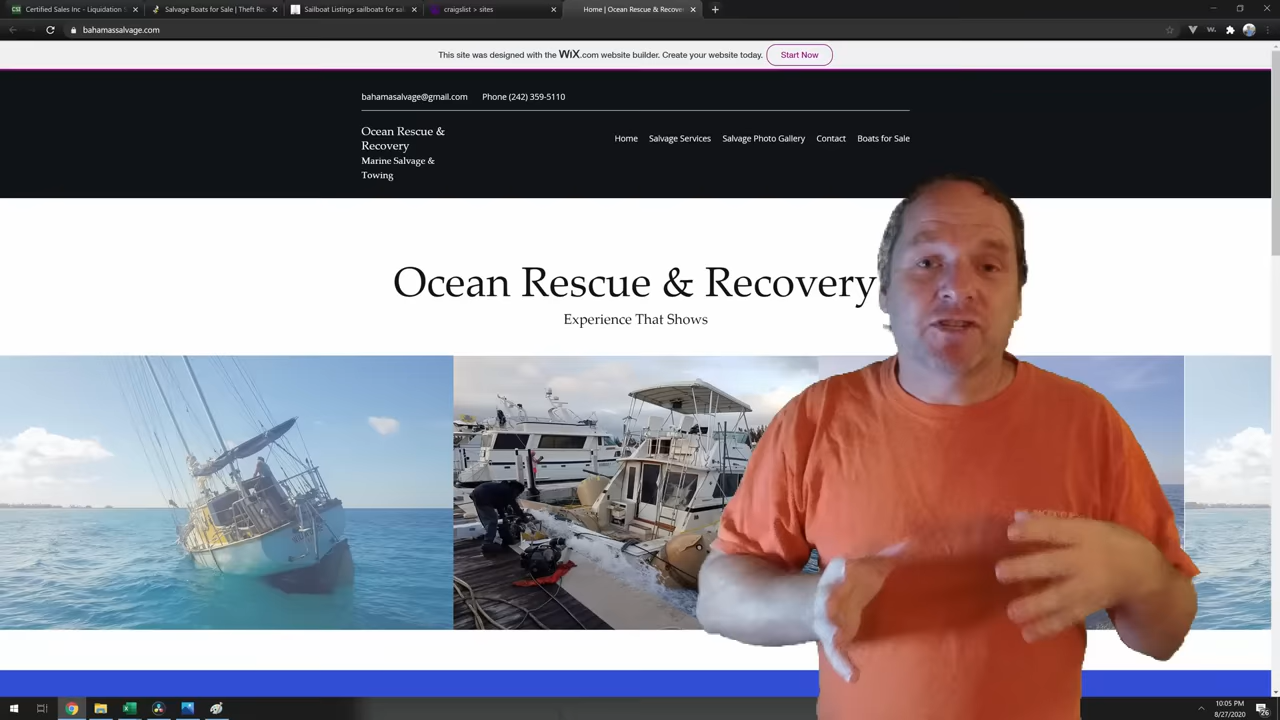 Certified Sales Inc - Liquidation S
Salvage Boats for Sale | Theft Re
Sailboat Listings sailboats for sal
craigslist > sites
Home | Ocean Rescue & Recover
bahamassalvage.com
This site was designed with the WiX.com website builder. Create your website today.
Start Now
bahamasalvage@gmail.com Phone (242) 359-5110
Ocean Rescue &
Recovery
Marine Salvage &
Towing
Home Salvage Services Salvage Photo Gallery Contact Boats for Sale
Ocean Rescue & Recovery
Experience That Shows
10:05 PM
8/27/2020